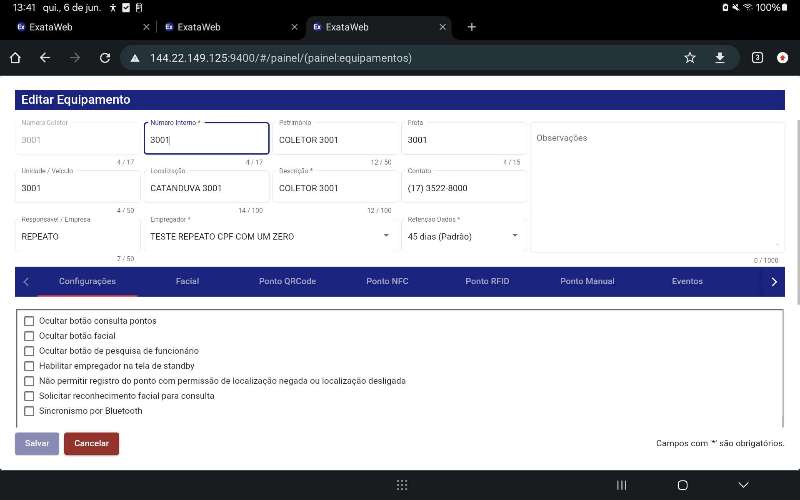 13:41 qui., 6 de jun. 100%
ExataWeb ExataWeb ExataWeb
144.22.149.125:9400/#/painel/(painel:equipamentos) 3
Editar Equipamento
Número Coletor Número Interno * Patrimônio Frota
3001 3001 COLETOR 3001 3001 Observações
4 / 17 4 / 17 12 / 50 4 / 15
Unidade / Veículo Localização Descrição * Contato
3001 CATANDUVA 3001 COLETOR 3001 (17) 3522-8000
4 / 50 14 / 100 12 / 100
Responsável / Empresa Empregador * Retenção Dados *
REPEATO TESTE REPEATO CPF COM UM ZERO 45 dias (Padrão)
7 / 50 0 / 1000
Configurações Facial Ponto QRCode Ponto NFC Ponto RFID Ponto Manual Eventos
Ocultar botão consulta pontos
Ocultar botão facial
Ocultar botão de pesquisa de funcionário
Habilitar empregador na tela de standby
Não permitir registro do ponto com permissão de localização negada ou localização desligada
Solicitar reconhecimento facial para consulta
Sincronismo por Bluetooth
Salvar Cancelar Campos com '*' são obrigatórios.